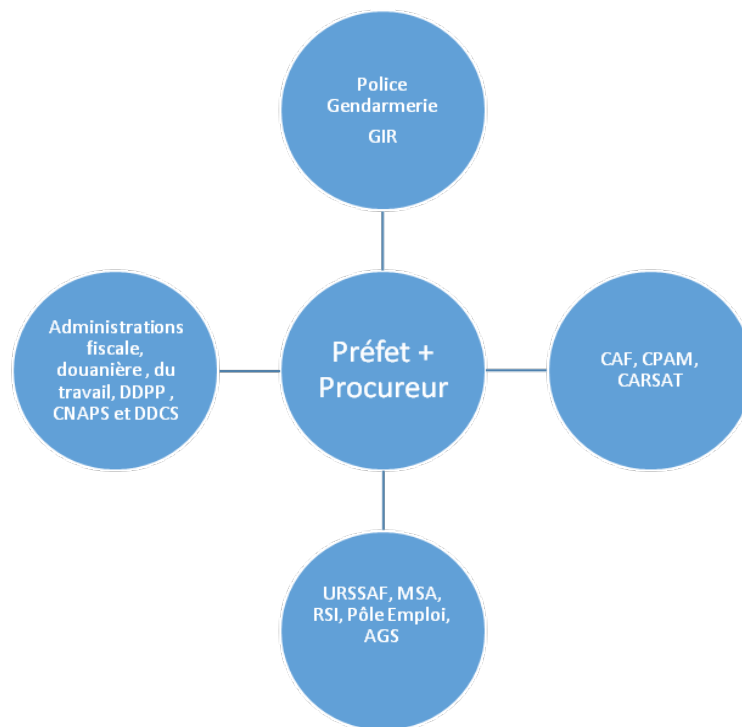 Police
Gendarmerie
GIR
Administrations
fiscale,
douanière , du
travail, DDPP ,
CNAPS et DDCS
Préfet +
Procureur
CAF, CPAM,
CARSAT
URSSAF, MSA,
RSI, Pôle Emploi,
AGS